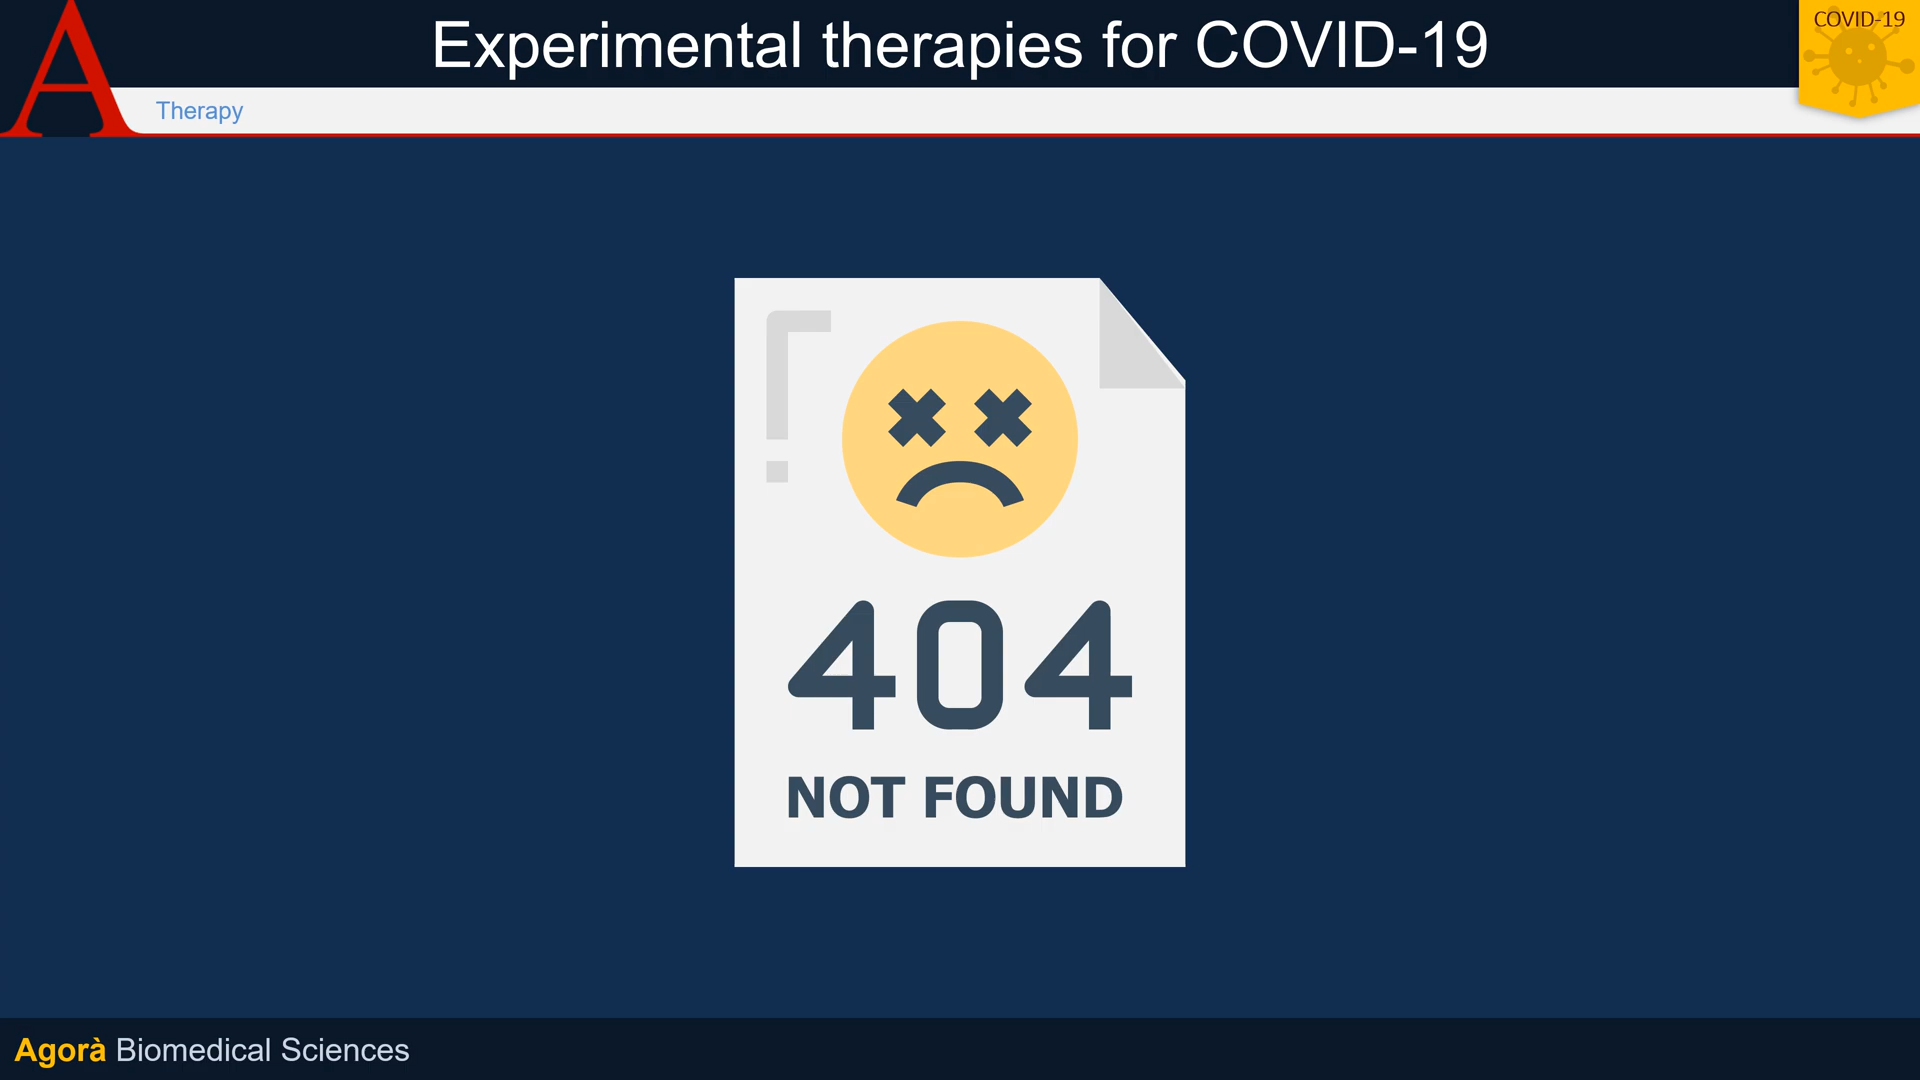 Experimental therapies for COVID-19
COVID-19
Therapy
404
NOT FOUND
Agorà Biomedical Sciences